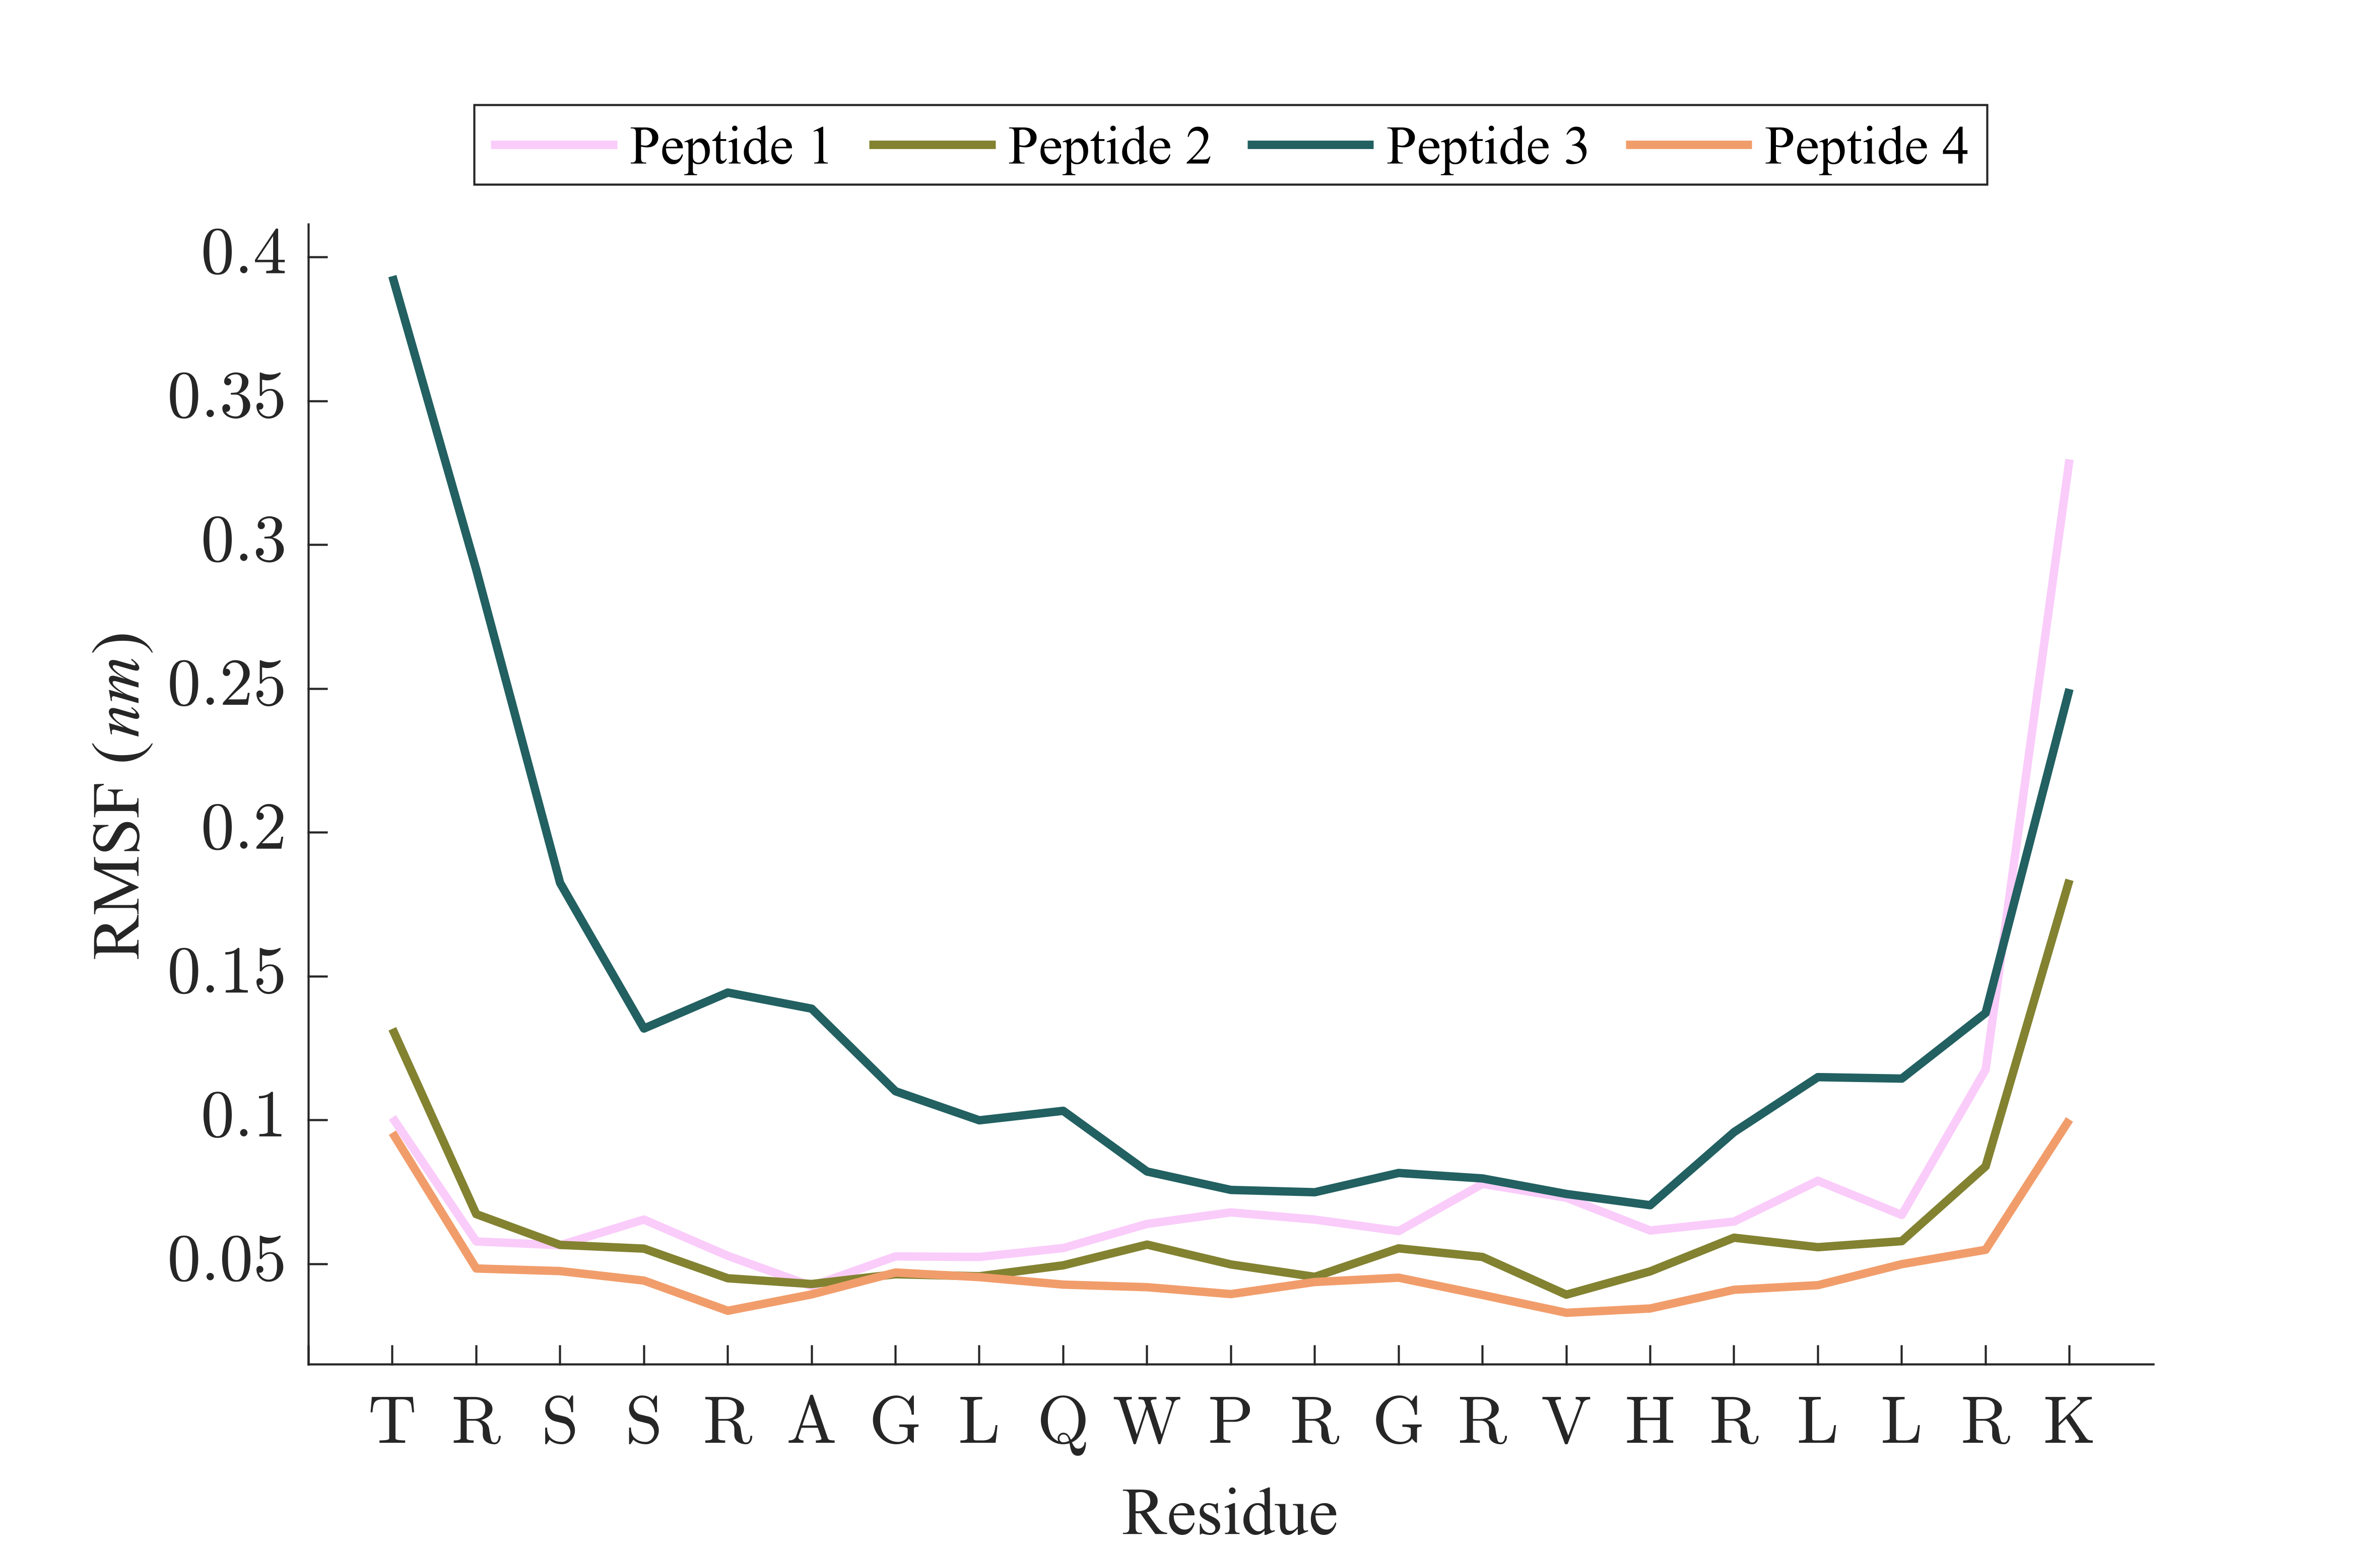 Peptide 1 Peptide 2 Peptide 3 Peptide 4
0.4
0.35
0.3
0.25
0.2
0.15
0.1
0.05
RMSF (nm)
T R S S R A G L Q W P R G R V H R L L R K
Residue